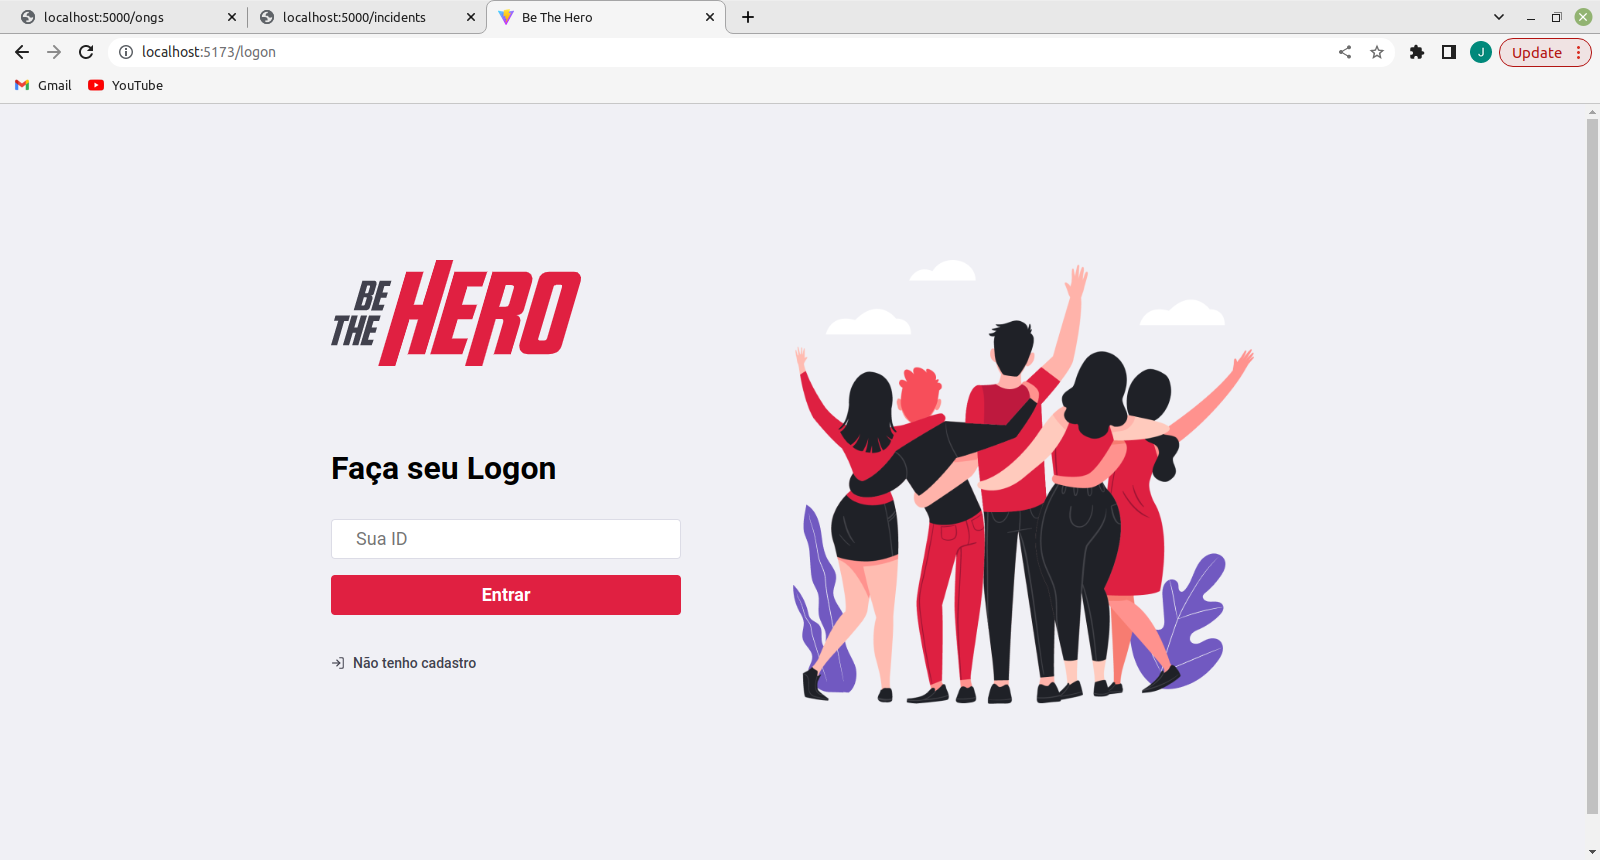 localhost:5000/ongs
localhost:5000/incidents
Be The Hero
localhost:5173/logon
J
Update
Gmail
YouTube
BE
THE
HERO
Faça seu Logon
Sua ID
Entrar
Não tenho cadastro